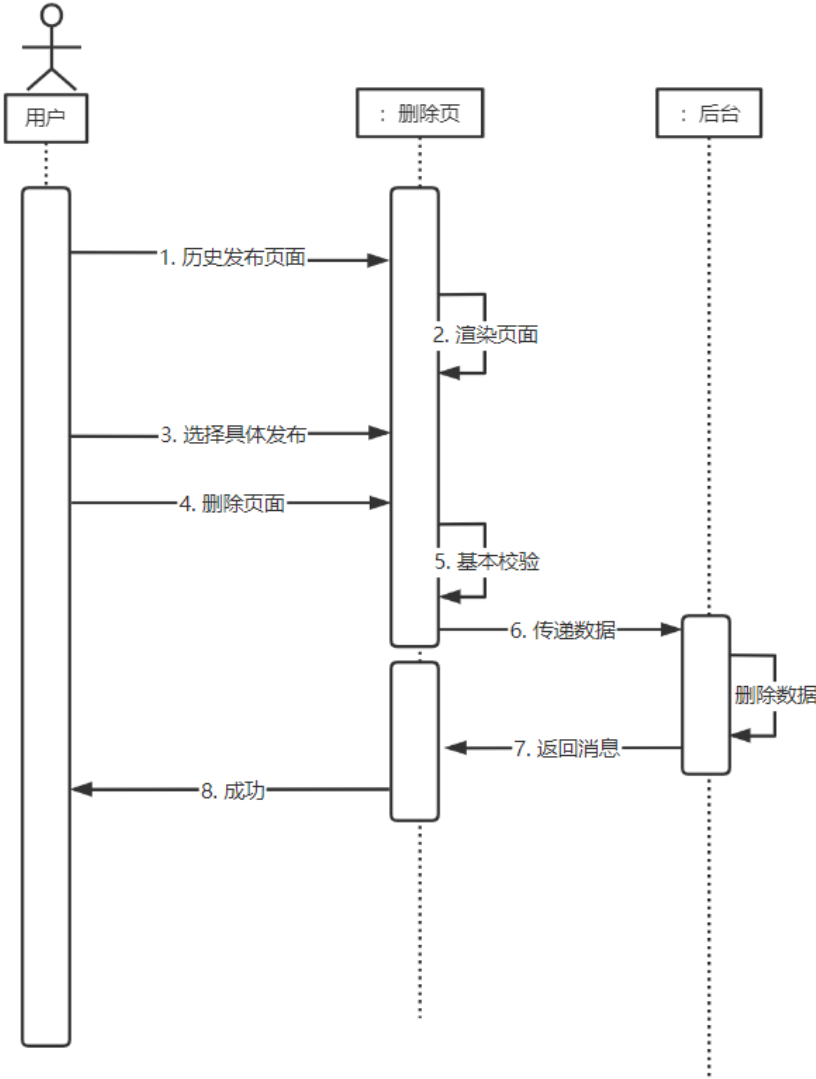 用户
: 删除页
: 后台
1. 历史发布页面
2. 渲染页面
3. 选择具体发布
4. 删除页面
5. 基本校验
6. 传递数据
删除数据
7. 返回消息
8. 成功